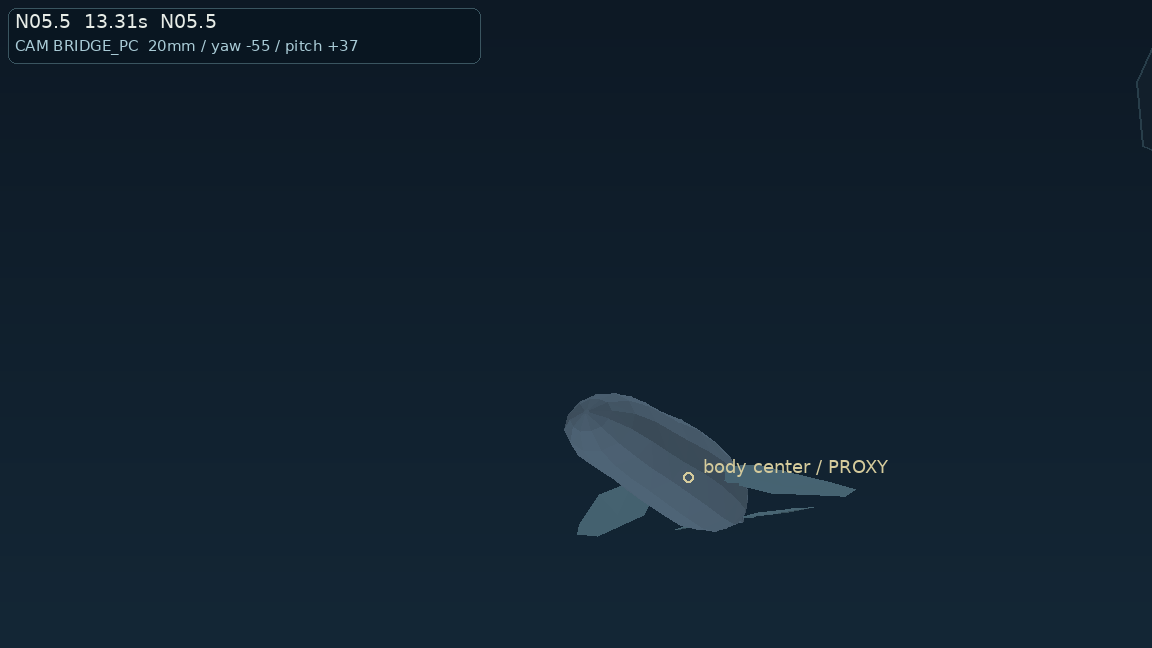 N05.5  13.31s  N05.5
CAM BRIDGE_PC  20mm / yaw -55 / pitch +37
body center / PROXY